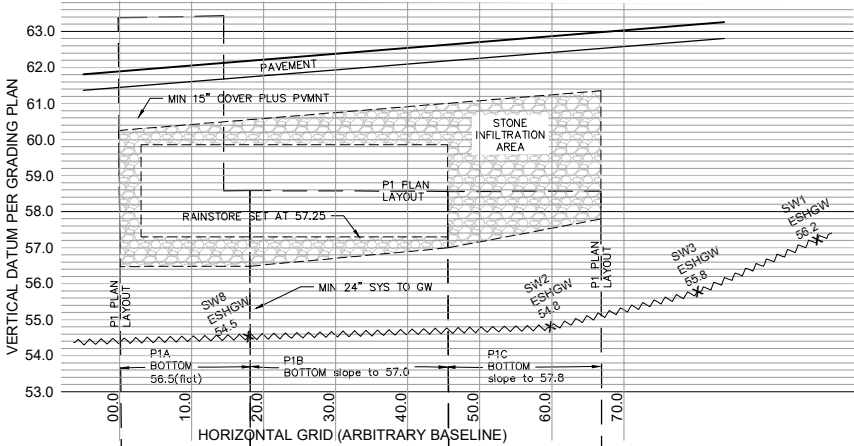 63.0
62.0
61.0
60.0
59.0
58.0
57.0
56.0
55.0
54.0
53.0
VERTICAL DATUM PER GRADING PLAN
PAVEMENT
MIN 15" COVER PLUS PVMNT
STONE
INFILTRATION
AREA
P1 PLAN
LAYOUT
RAINSTORE SET AT 57.25
P1 PLAN
LAYOUT
MIN 24" SYS TO GW
P1 PLAN
LAYOUT
SW8
ESHGW
54.5
SW2
ESHGW
54.8
SW3
ESHGW
55.8
SW1
ESHGW
56.2
P1A
BOTTOM
56.5(flat)
P1B
BOTTOM slope to 57.0
P1C
BOTTOM
slope to 57.8
00.0
10.0
20.0
30.0
40.0
50.0
60.0
70.0
HORIZONTAL GRID (ARBITRARY BASELINE)